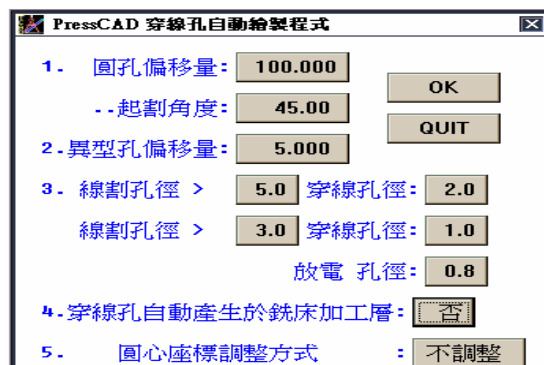 PressCAD 穿線孔自動繪製程式
1. 圓孔偏移量: 100.000
OK
--起割角度: 45.00
QUIT
2.異型孔偏移量: 5.000
3. 線割孔徑 > 5.0 穿線孔徑: 2.0
線割孔徑 > 3.0 穿線孔徑: 1.0
放電 孔徑: 0.8
4.穿線孔自動產生於銑床加工層: 否
5. 圓心座標調整方式 : 不調整